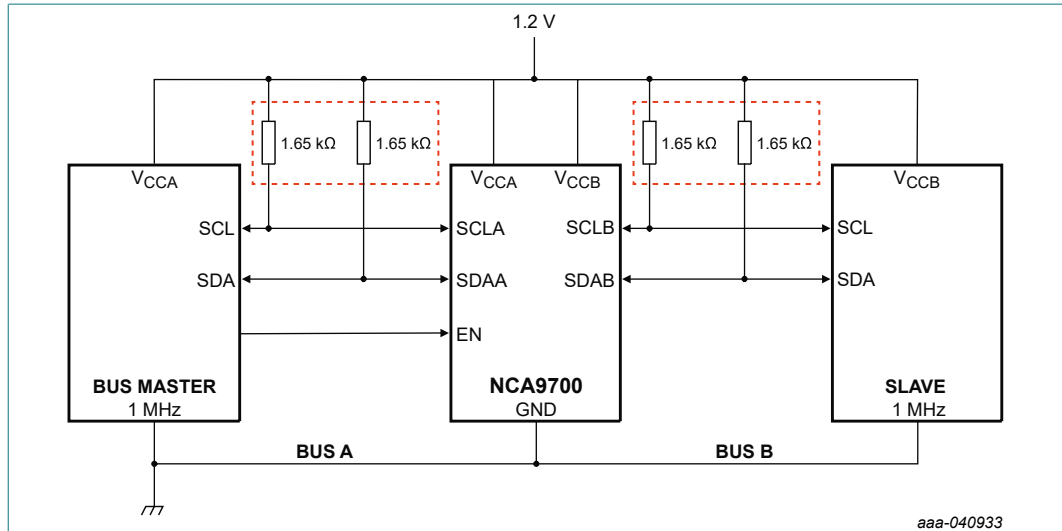 1.2 V
1.65 kΩ 1.65 kΩ 1.65 kΩ 1.65 kΩ
VCCA VCCA VCCB VCCB
SCL SCLA SCLB SCL
SDA SDAA SDAB SDA
EN
BUS MASTER NCA9700 SLAVE
1 MHz GND 1 MHz
BUS A BUS B
aaa-040933